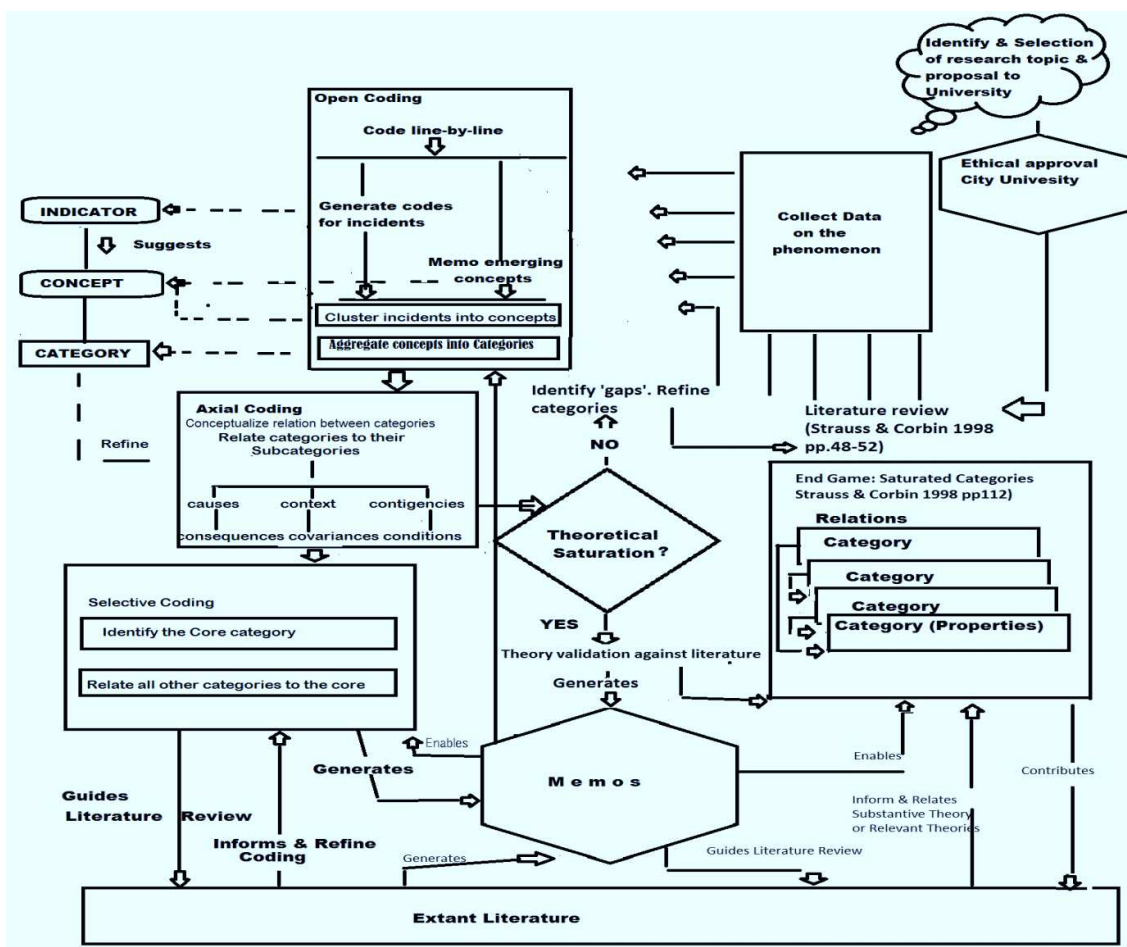 Identify & Selection
of research topic &
proposal to
University
Ethical approval
City Univesity
Collect Data
on the
phenomenon
Literature review
(Strauss & Corbin 1998
pp.48-52)
Open Coding
Code line-by-line
Generate codes
for incidents
Memo emerging
concepts
Cluster incidents into concepts
Aggregate concepts into Categories
INDICATOR
Suggests
CONCEPT
CATEGORY
Refine
Axial Coding
Conceptualize relation between categories
Relate categories to their
Subcategories
causes context contigencies
consequences covariances conditions
Identify 'gaps'. Refine
categories
NO
Theoretical
Saturation ?
YES
Theory validation against literature
Generates
End Game: Saturated Categories
Strauss & Corbin 1998 pp112)
Relations
Category
Category
Category
Category (Properties)
Selective Coding
Identify the Core category
Relate all other categories to the core
Enables
Generates
Memos
Enables
Contributes
Guides
Literature Review
Informs & Refine
Coding
Generates
Guides Literature Review
Inform & Relates
Substantive Theory
or Relevant Theories
Extant Literature